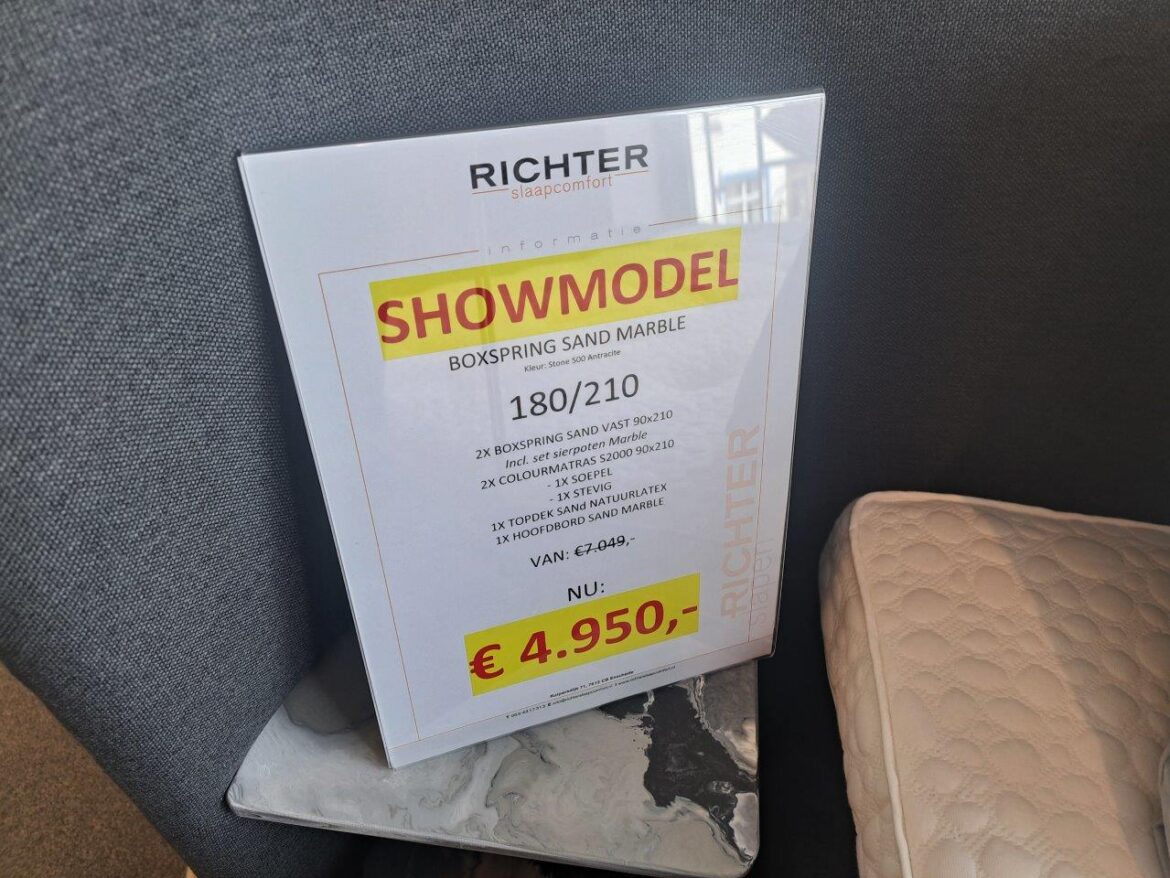 RICHTER
slaapcomfort
informatie
SHOWMODEL
BOXSPRING SAND MARBLE
Kleur: Stone 500 Antracite
180/210
2X BOXSPRING SAND VAST 90x210
Incl. set sierpoten Marble
2X COLOURMATRAS S2000 90x210
- 1X SOEPEL
- 1X STEVIG
1X TOPDEK SANd NATUURLATEX
1X HOOFDBORD SAND MARBLE
VAN: €7.049,-
NU:
€ 4.950,-
RICHTER
slapen